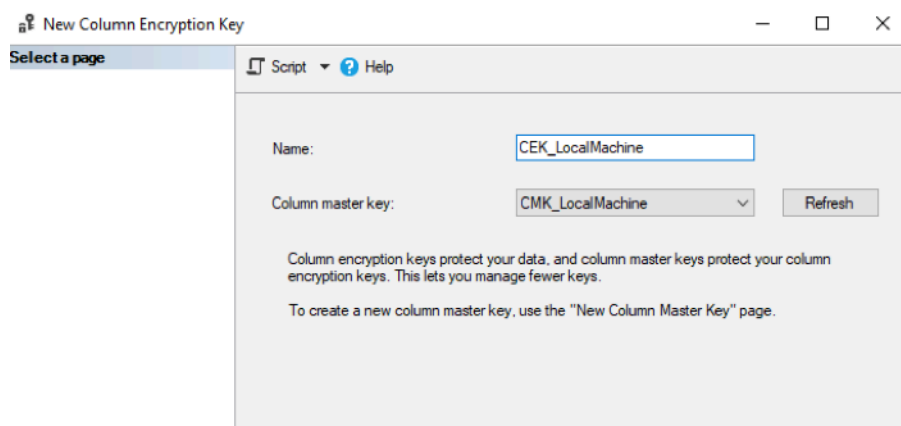 New Column Encryption Key
Select a page
Script
Help
Name:
CEK_LocalMachine
Column master key:
CMK_LocalMachine
Refresh
Column encryption keys protect your data, and column master keys protect your column
encryption keys. This lets you manage fewer keys.
To create a new column master key, use the "New Column Master Key" page.